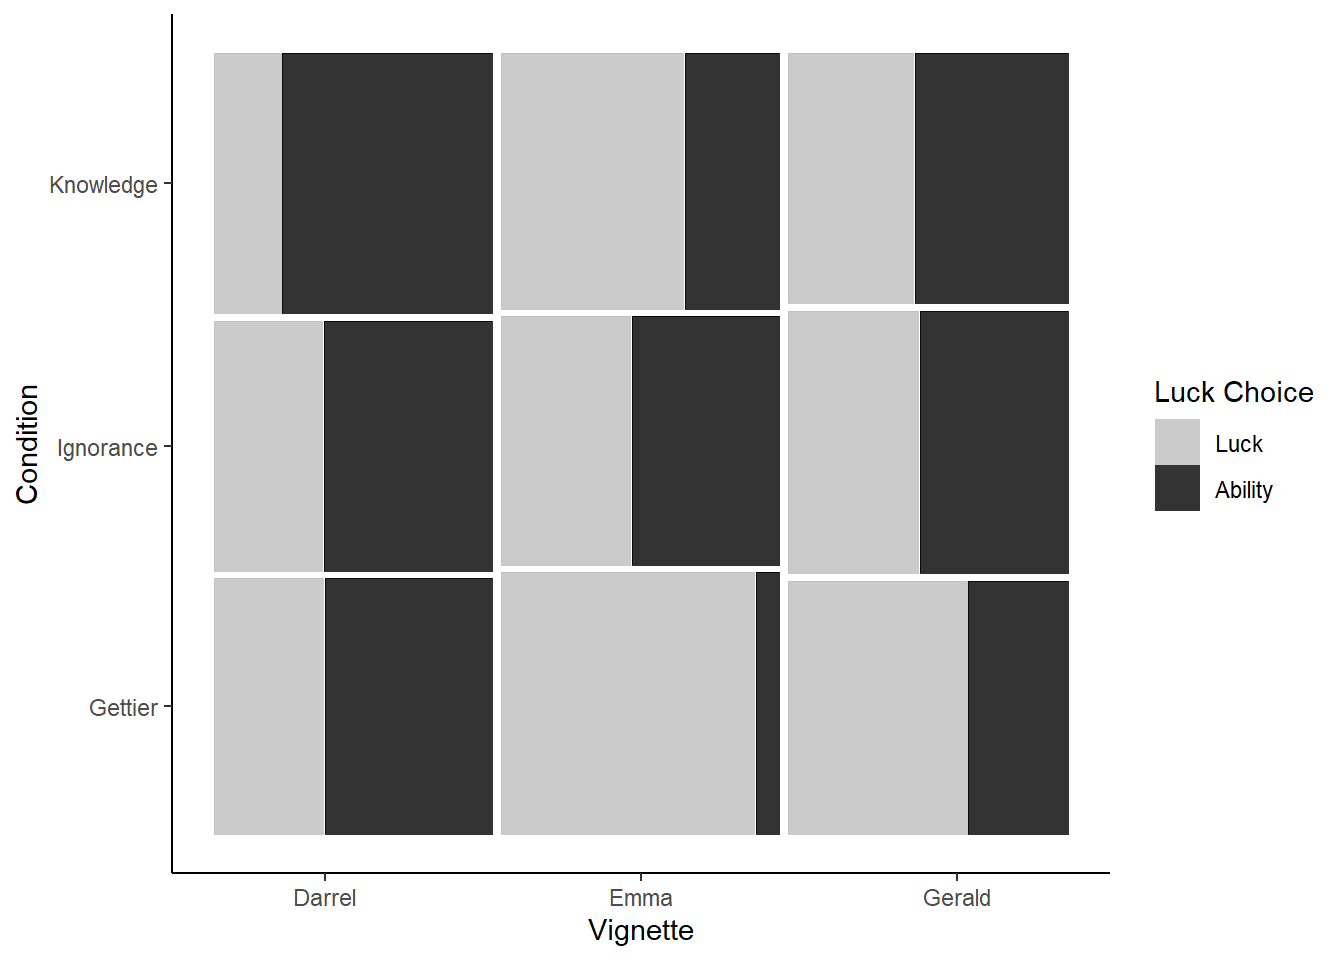 Knowledge
Ignorance
Gettier
Condition
Darrel
Emma
Gerald
Vignette
Luck Choice
Luck
Ability